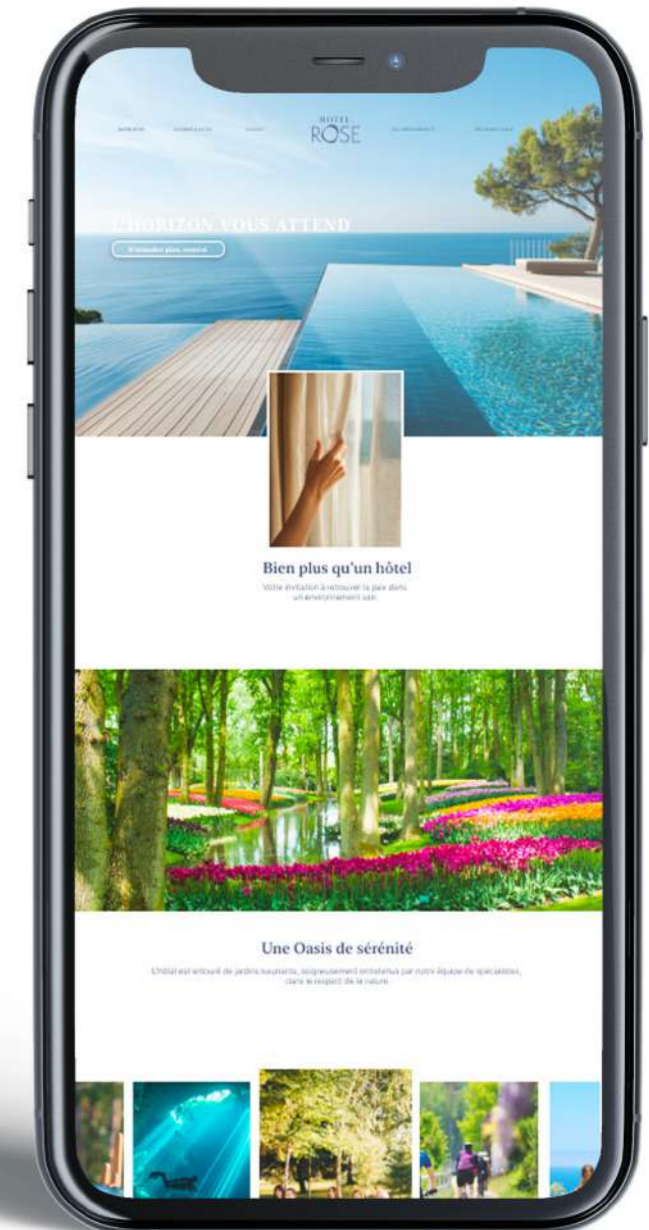 HOTEL
ROSE
L'HORIZON VOUS ATTEND
N'attendez plus,
Bien plus qu'un hôtel
Votre invitation à retrouver la paix dans
un environnement sain.
Une Oasis de sérénité
L'hôtel est entouré de jardins luxuriants, soigneusement entretenus par notre équipe de spécialistes,
dans le respect de la nature.